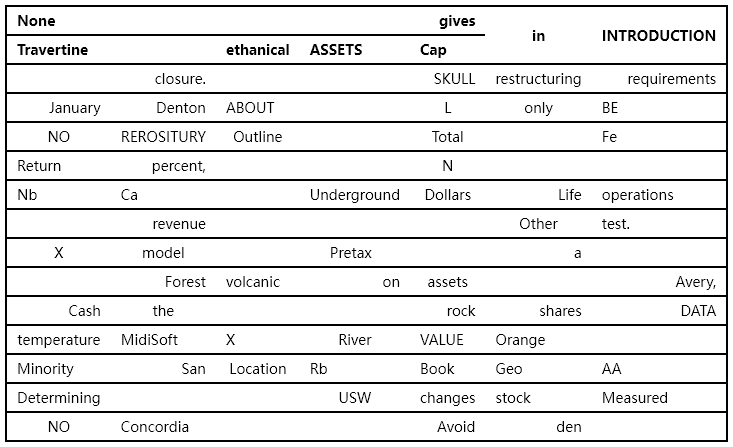 None gives in INTRODUCTION
Travertine ethanical ASSETS Cap
closure. SKULL restructuring requirements
January Denton ABOUT L only BE
NO REROSITURY Outline Total Fe
Return percent, N
Nb Ca Underground Dollars Life operations
revenue Other test.
X model Pretax a
Forest volcanic on assets Avery,
Cash the rock shares DATA
temperature MidiSoft X River VALUE Orange
Minority San Location Rb Book Geo AA
Determining USW changes stock Measured
NO Concordia Avoid den